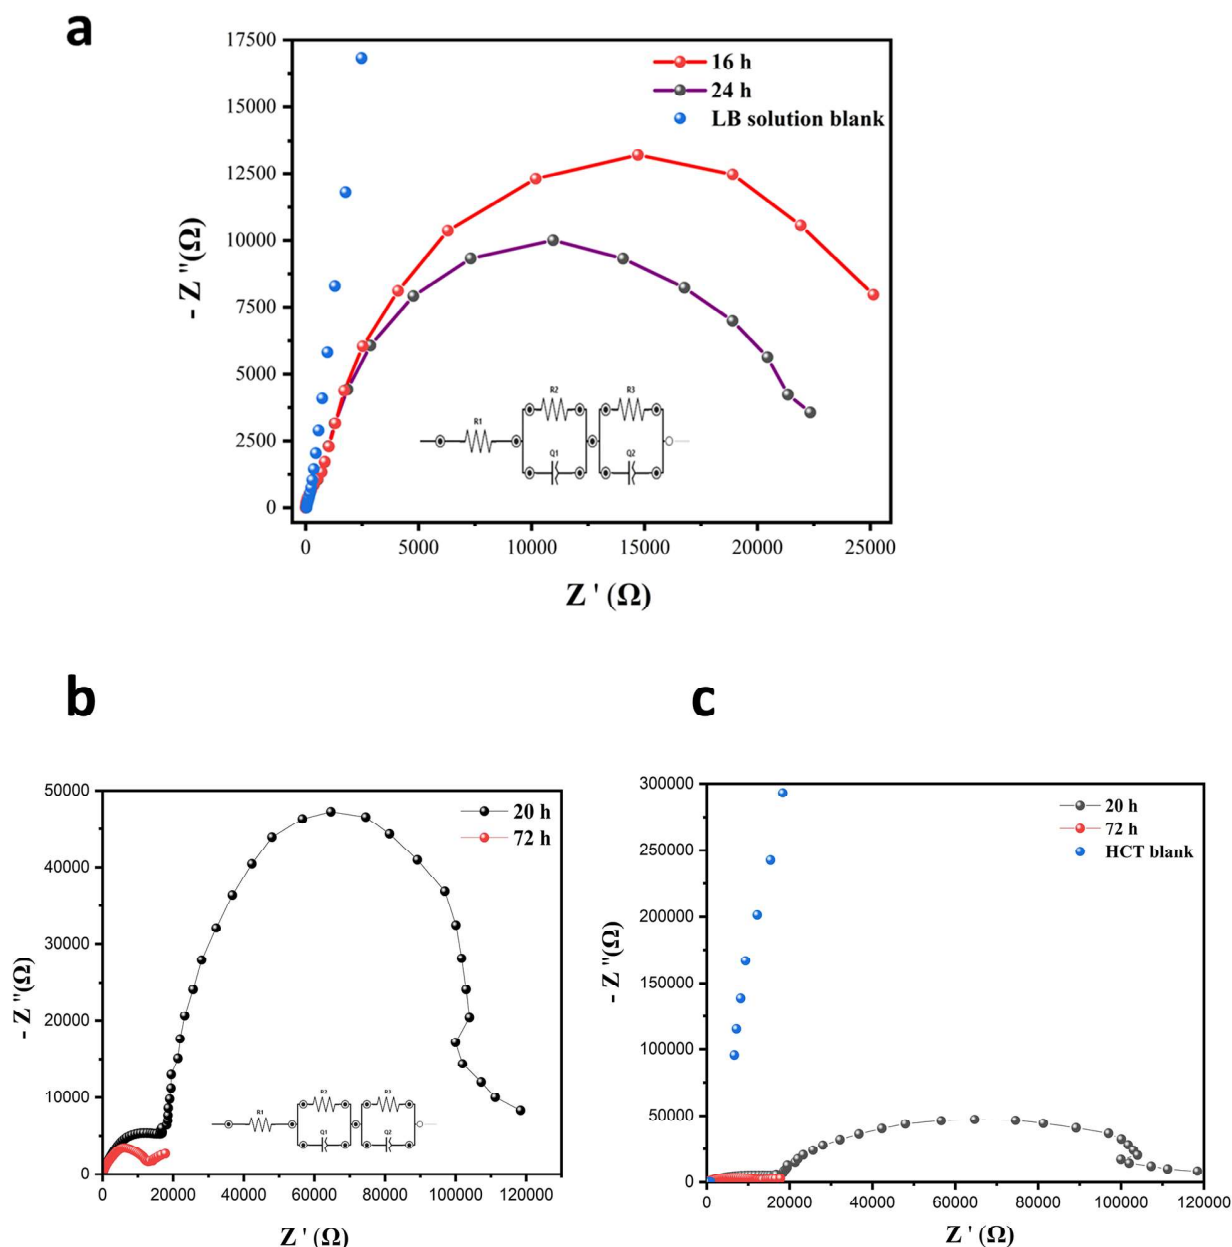 a
17500
15000
12500
10000
7500
5000
2500
0
- Z "(Ω)
16 h
24 h
LB solution blank
R1
R2
R3
Q1
Q2
0
5000
10000
15000
20000
25000
Z ' (Ω)
b
50000
40000
30000
20000
10000
0
- Z "(Ω)
20 h
72 h
R1
Q1
Q2
0
20000
40000
60000
80000
100000
120000
Z ' (Ω)
c
300000
250000
200000
150000
100000
50000
0
- Z "(Ω)
20 h
72 h
HCT blank
0
20000
40000
60000
80000
100000
120000
Z ' (Ω)